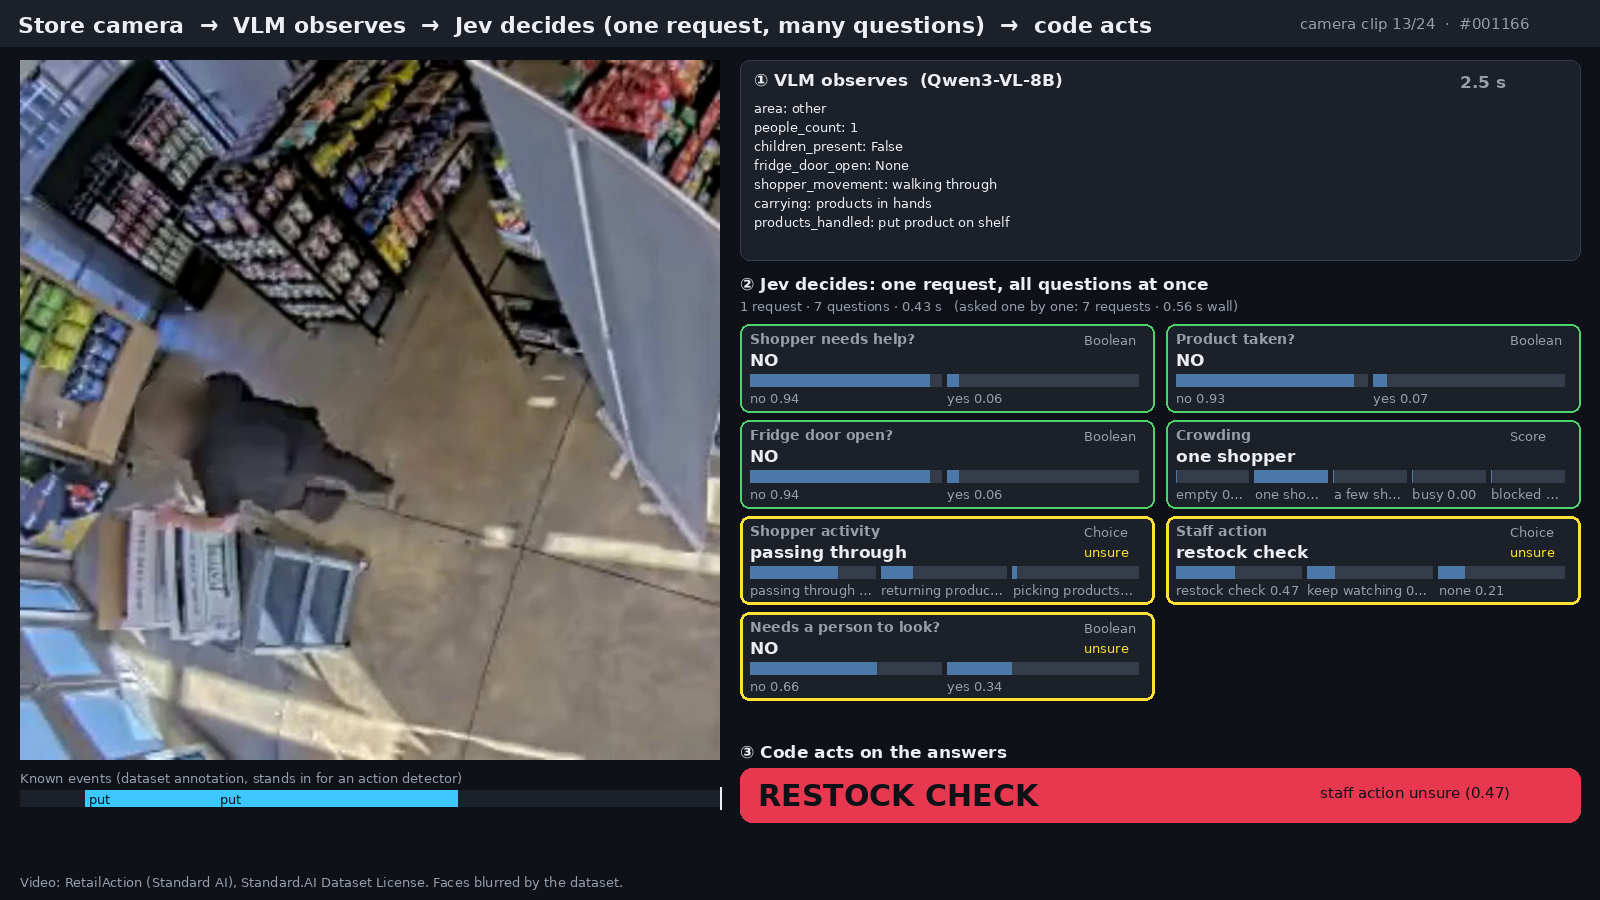 Store camera → VLM observes → Jev decides (one request, many questions) → code acts
camera clip 13/24 · #001166
① VLM observes (Qwen3-VL-8B)
2.5 s
area: other
people_count: 1
children_present: False
fridge_door_open: None
shopper_movement: walking through
carrying: products in hands
products_handled: put product on shelf
② Jev decides: one request, all questions at once
1 request · 7 questions · 0.43 s (asked one by one: 7 requests · 0.56 s wall)
Shopper needs help?
Boolean
NO
no 0.94
yes 0.06
Product taken?
Boolean
NO
no 0.93
yes 0.07
Fridge door open?
Boolean
NO
no 0.94
yes 0.06
Crowding
Score
one shopper
empty 0...
one sho...
a few sh...
busy 0.00
blocked ...
Shopper activity
Choice
passing through
unsure
passing through ...
returning produc...
picking products...
Staff action
Choice
restock check
unsure
restock check 0.47
keep watching 0...
none 0.21
Needs a person to look?
Boolean
NO
unsure
no 0.66
yes 0.34
③ Code acts on the answers
RESTOCK CHECK
staff action unsure (0.47)
Known events (dataset annotation, stands in for an action detector)
put
put
Video: RetailAction (Standard AI), Standard.AI Dataset License. Faces blurred by the dataset.